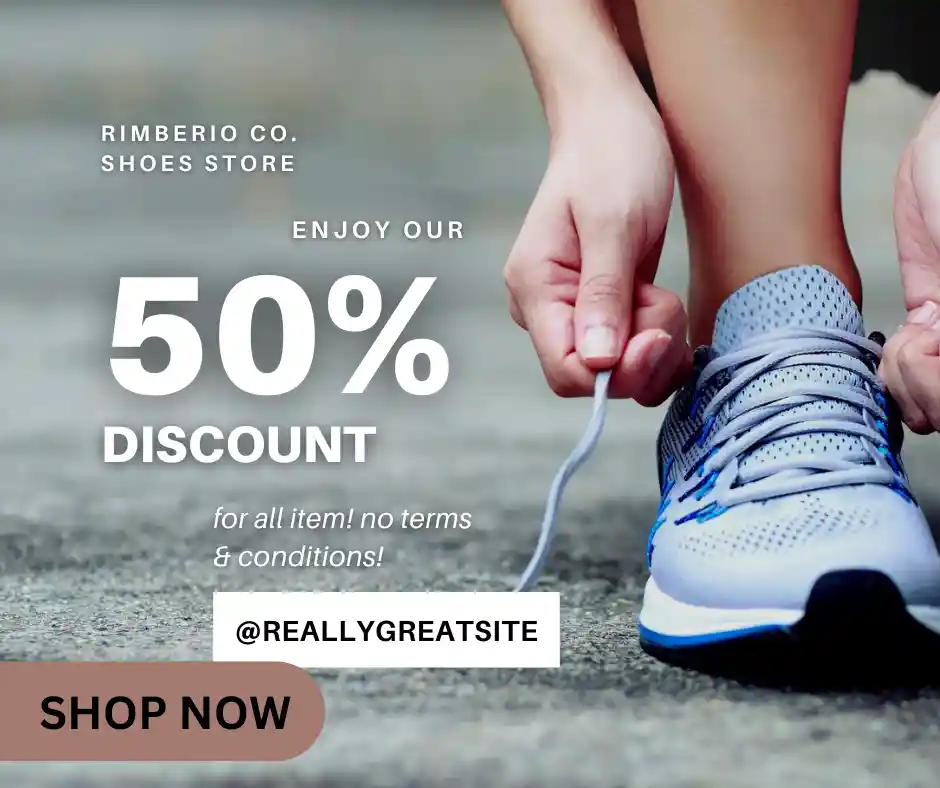 RIMBERIO CO.
SHOES STORE
ENJOY OUR
50%
DISCOUNT
for all item! no terms
& conditions!
@REALLYGREATSITE
SHOP NOW